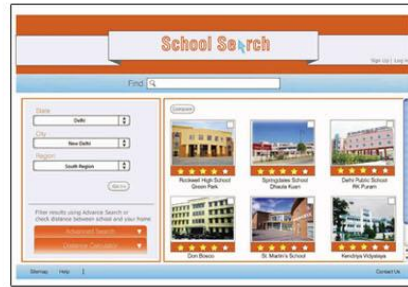 School Search
Sign Up | Log in
Find
State
Delhi
City
New Delhi
Region
South Region
Filter results using Advance Search or
check distance between school and your home
Advanced Search
Distance Calculator
Compare
Rockwell High School
Green Park
Springdales School
Dhaula Kuan
Delhi Public School
RK Puram
Don Bosco
St. Martin's School
Kendriya Vidyalaya
Sitemap Help |
Contact Us